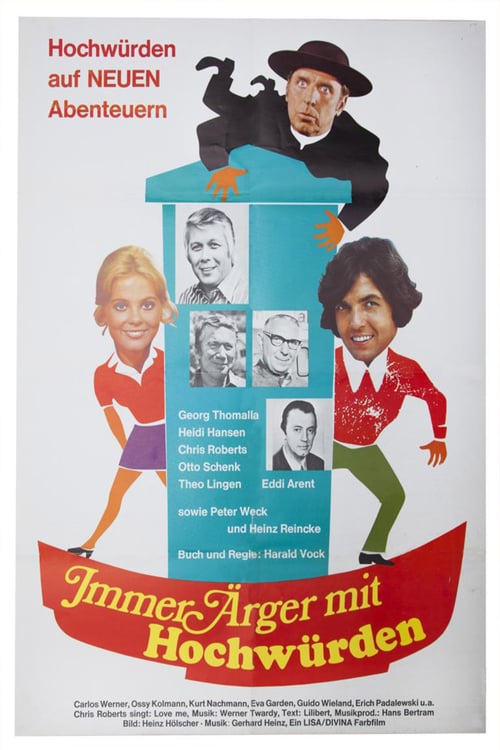 Hochwürden
auf NEUEN
Abenteuern
Georg Thomalla
Heidi Hansen
Chris Roberts
Otto Schenk
Theo Lingen Eddi Arent
sowie Peter Weck
und Heinz Reincke
Buch und Regie: Harald Vock
Immer Ärger mit
Hochwürden
Carlos Werner, Ossy Kolmann, Kurt Nachmann, Eva Garden, Guido Wieland, Erich Padalewski u.a.
Chris Roberts singt: Love me, Musik: Werner Twardy, Text: Lilibert, Musikprod.: Hans Bertram
Bild: Heinz Hölscher · Musik: Gerhard Heinz, Ein LISA/DIVINA Farbfilm